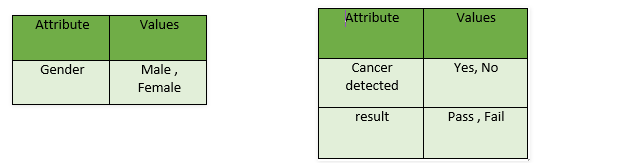 Attribute Values
Gender Male ,
Female
Attribute Values
Cancer Yes, No
detected
result Pass , Fail